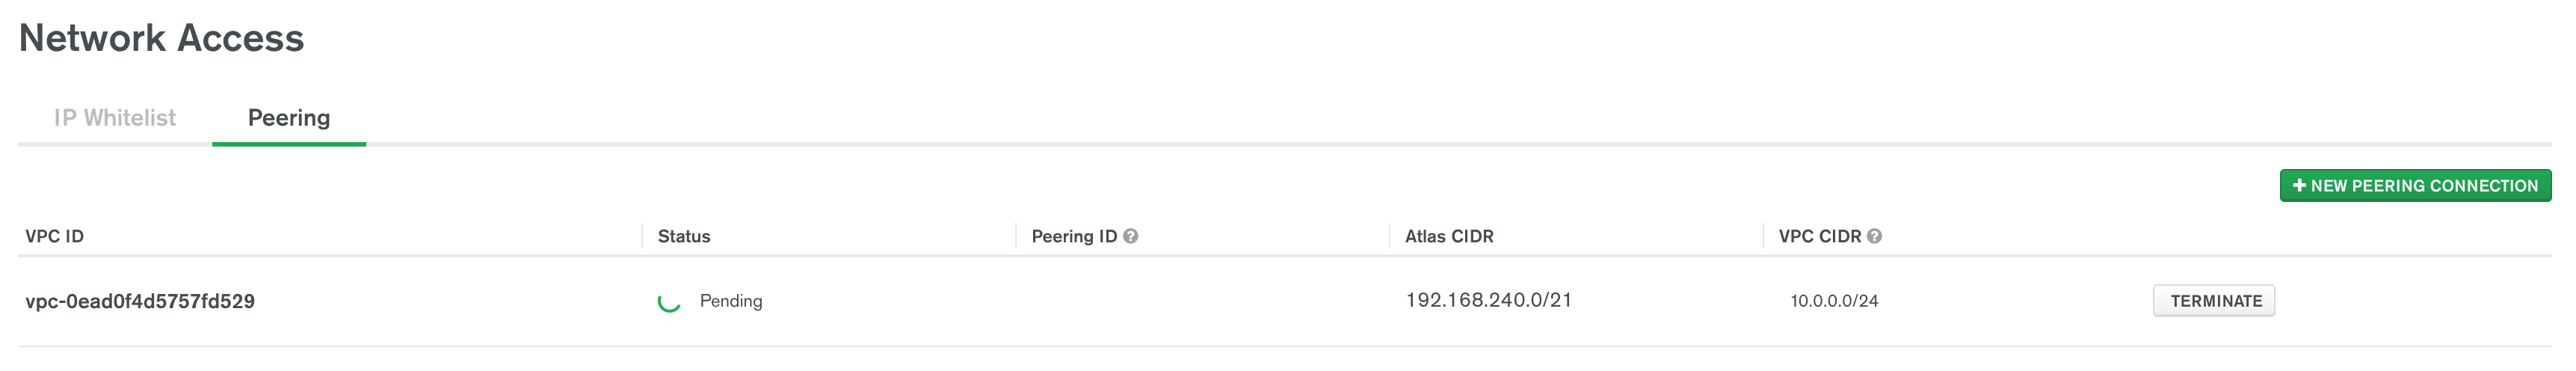 Network Access
IP Whitelist Peering
NEW PEERING CONNECTION
VPC ID Status Peering ID Atlas CIDR VPC CIDR
vpc-0ead0f4d5757fd529 Pending 192.168.240.0/21 10.0.0.0/24 TERMINATE